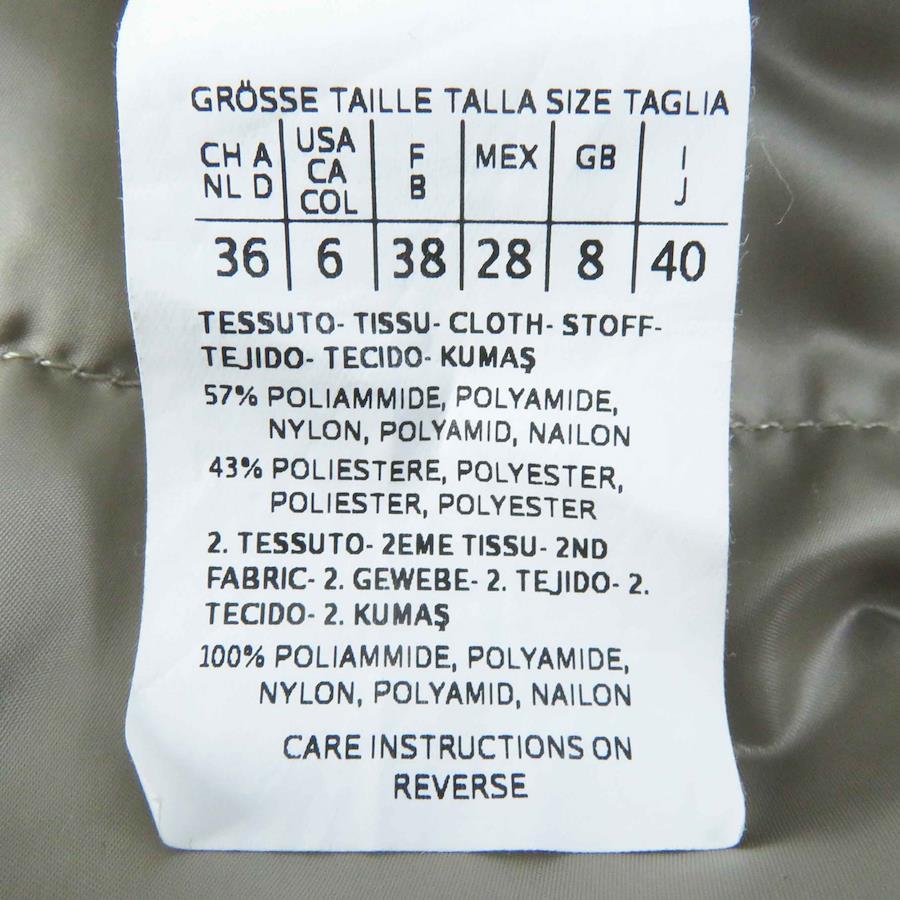 GRÖSSE TAILLE TALLA SIZE TAGLIA
CH A USA F MEX GB I
NL D CA B J
COL
36 6 38 28 8 40
TESSUTO- TISSU- CLOTH- STOFF-
TEJIDO- TECIDO- KUMAŞ
57% POLIAMMIDE, POLYAMIDE,
NYLON, POLYAMID, NAILON
43% POLIESTERE, POLYESTER,
POLIESTER, POLYESTER
2. TESSUTO- 2EME TISSU- 2ND
FABRIC- 2. GEWEBE- 2. TEJIDO- 2.
TECIDO- 2. KUMAŞ
100% POLIAMMIDE, POLYAMIDE,
NYLON, POLYAMID, NAILON
CARE INSTRUCTIONS ON
REVERSE